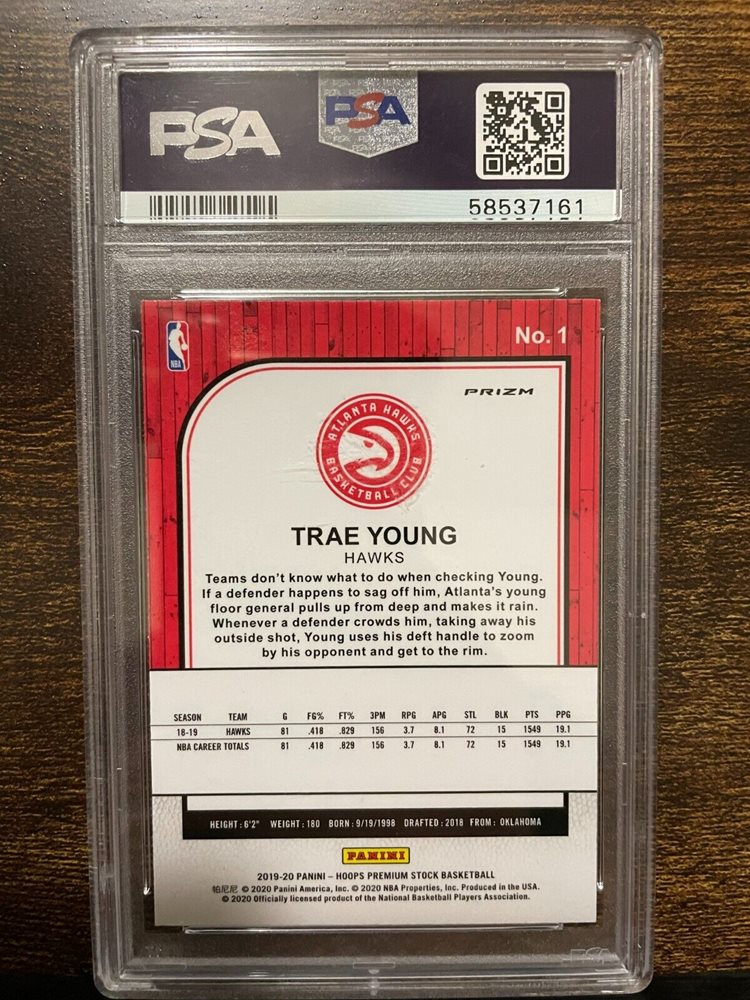 PSA
PSA
58537161
No. 1
NBA
PRIZM
ATLANTA HAWKS
BASKETBALL CLUB
TRAE YOUNG
HAWKS
Teams don't know what to do when checking Young.
If a defender happens to sag off him, Atlanta's young
floor general pulls up from deep and makes it rain.
Whenever a defender crowds him, taking away his
outside shot, Young uses his deft handle to zoom
by his opponent and get to the rim.
SEASON TEAM G FG% FT% 3PM RPG APG STL BLK PTS PPG
18-19 HAWKS 81 .418 .829 156 3.7 8.1 72 15 1549 19.1
NBA CAREER TOTALS 81 .418 .829 156 3.7 8.1 72 15 1549 19.1
HEIGHT: 6'2" WEIGHT: 180 BORN: 9/19/1998 DRAFTED: 2018 FROM: OKLAHOMA
PANINI
2019-20 PANINI – HOOPS PREMIUM STOCK BASKETBALL
帕尼尼 © 2020 Panini America, Inc. © 2020 NBA Properties, Inc. Produced in the USA.
© 2020 Officially licensed product of the National Basketball Players Association.